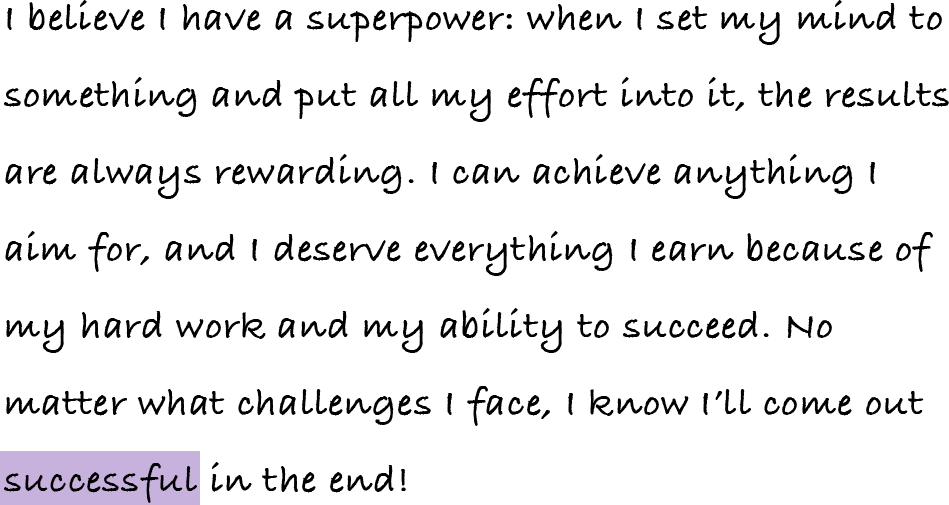 I believe I have a superpower: when I set my mind to
something and put all my effort into it, the results
are always rewarding. I can achieve anything I
aim for, and I deserve everything I earn because of
my hard work and my ability to succeed. No
matter what challenges I face, I know I’ll come out
successful in the end!